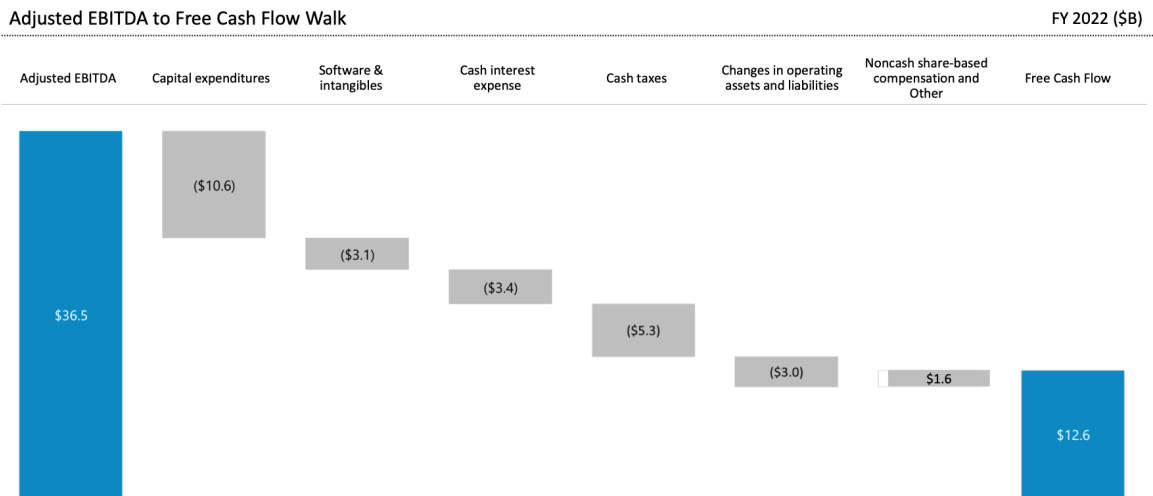 Adjusted EBITDA to Free Cash Flow Walk
FY 2022 ($B)
Adjusted EBITDA
Capital expenditures
Software &
intangibles
Cash interest
expense
Cash taxes
Changes in operating
assets and liabilities
Noncash share-based
compensation and
Other
Free Cash Flow
$36.5
($10.6)
($3.1)
($3.4)
($5.3)
($3.0)
$1.6
$12.6